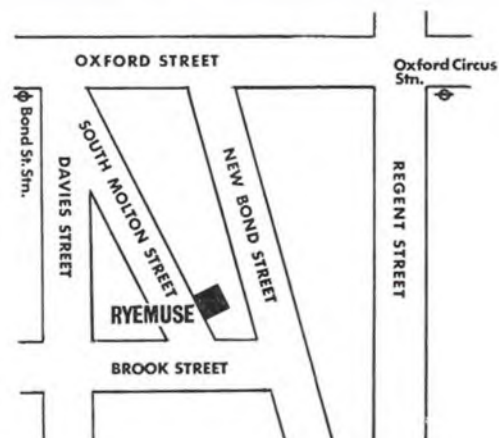 OXFORD STREET
Oxford Circus
Stn.
Bond St. Stn.
DAVIES STREET
SOUTH MOLTON STREET
NEW BOND STREET
REGENT STREET
RYEMUSE
BROOK STREET